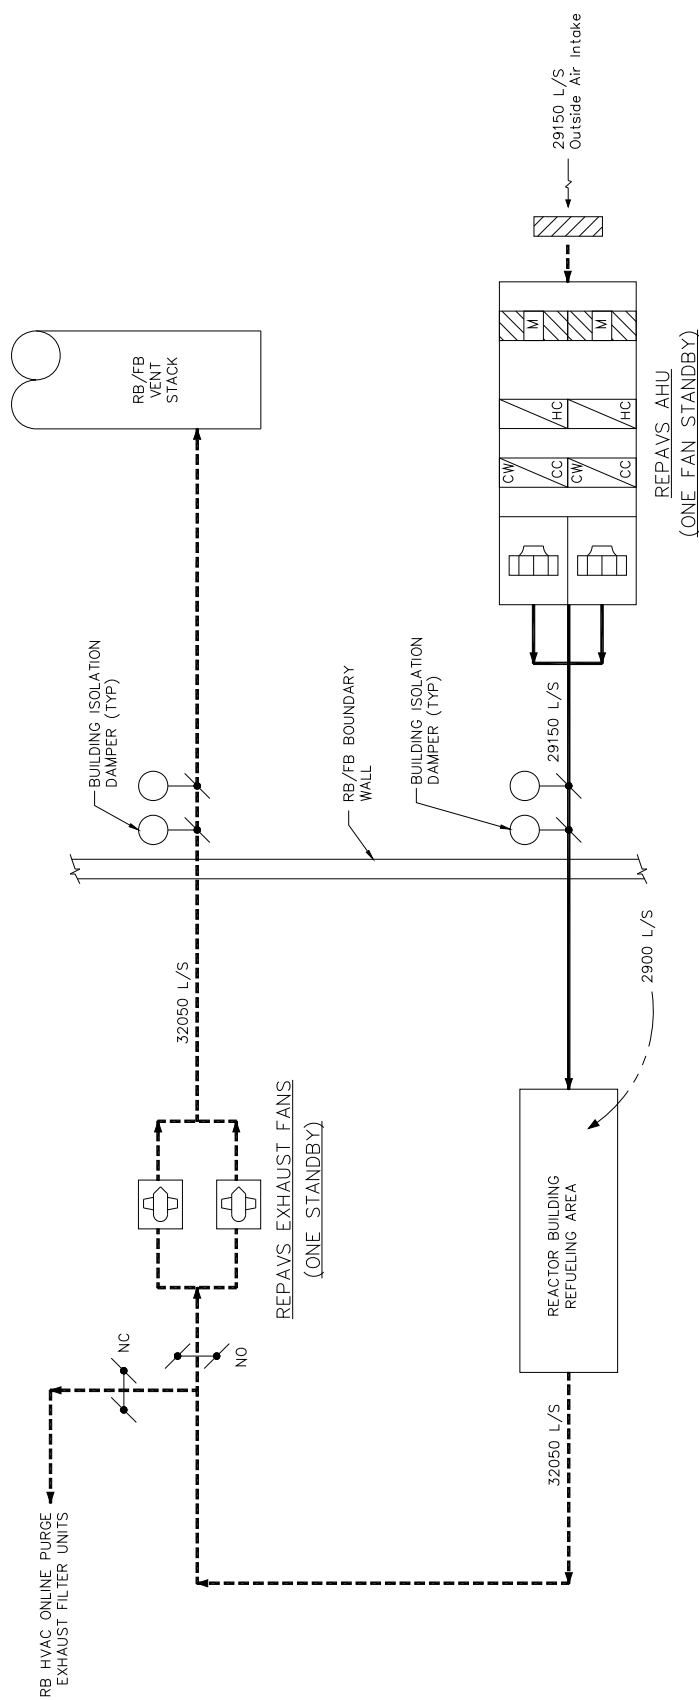 RB HVAC ONLINE PURGE
EXHAUST FILTER UNITS
NC
NO
REPAVS EXHAUST FANS
(ONE STANDBY)
32050 L/S
BUILDING ISOLATION
DAMPER (TYP)
RB/FB
VENT
STACK
RB/FB BOUNDARY
WALL
BUILDING ISOLATION
DAMPER (TYP)
32050 L/S
REACTOR BUILDING
REFUELING AREA
2900 L/S
29150 L/S
CW
CC
CW
CC
HC
HC
M
M
REPAVS AHU
(ONE FAN STANDBY)
29150 L/S
Outside Air Intake